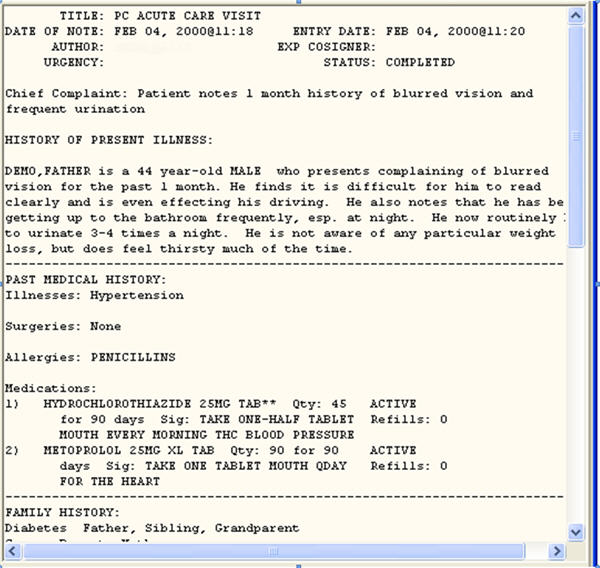 TITLE: PC ACUTE CARE VISIT
DATE OF NOTE: FEB 04, 2000@11:18 ENTRY DATE: FEB 04, 2000@11:20
AUTHOR: EXP COSIGNER:
URGENCY: STATUS: COMPLETED
Chief Complaint: Patient notes 1 month history of blurred vision and
frequent urination
HISTORY OF PRESENT ILLNESS:
DEMO,FATHER is a 44 year-old MALE who presents complaining of blurred
vision for the past 1 month. He finds it is difficult for him to read
clearly and is even effecting his driving. He also notes that he has be
getting up to the bathroom frequently, esp. at night. He now routinely
to urinate 3-4 times a night. He is not aware of any particular weight
loss, but does feel thirsty much of the time.
--------------------------------------------------------------------------
PAST MEDICAL HISTORY:
Illnesses: Hypertension
Surgeries: None
Allergies: PENICILLINS
Medications:
1) HYDROCHLOROTHIAZIDE 25MG TAB** Qty: 45 ACTIVE
for 90 days Sig: TAKE ONE-HALF TABLET Refills: 0
MOUTH EVERY MORNING THC BLOOD PRESSURE
2) METOPROLOL 25MG XL TAB Qty: 90 for 90 ACTIVE
days Sig: TAKE ONE TABLET MOUTH QDAY Refills: 0
FOR THE HEART
--------------------------------------------------------------------------
FAMILY HISTORY:
Diabetes Father, Sibling, Grandparent